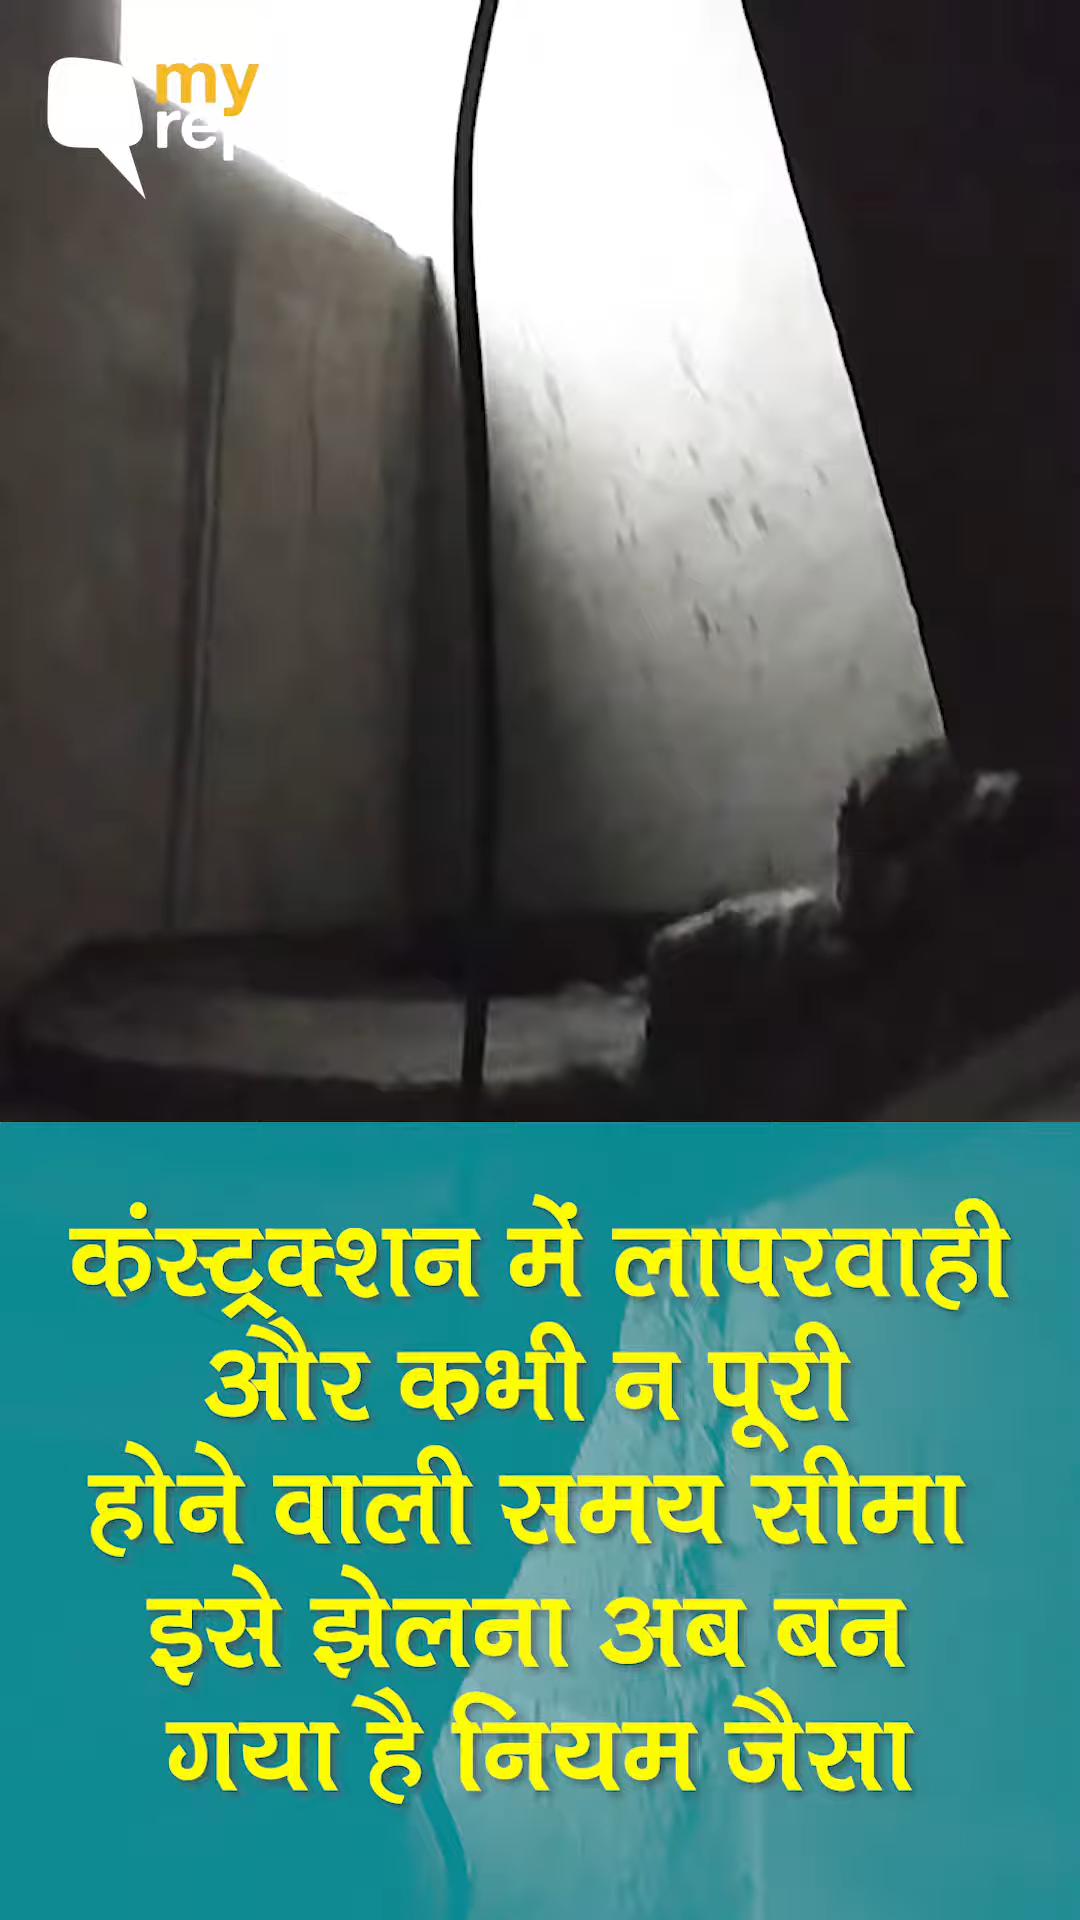 my
कंस्ट्रक्शन में लापरवाही
और कभी न पूरी
होने वाली समय सीमा
इसे झेलना अब बन
गया है नियम जैसा